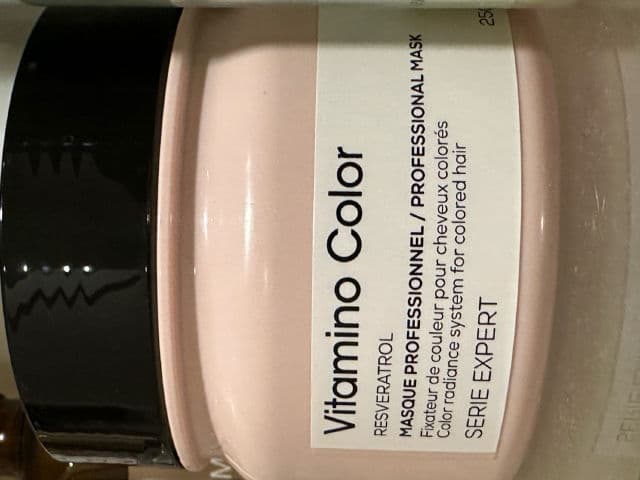 Vitamino Color
RESVERATROL
MASQUE PROFESSIONNEL / PROFESSIONAL MASK
Fixateur de couleur pour cheveux colorés
Color radiance system for colored hair
SERIE EXPERT